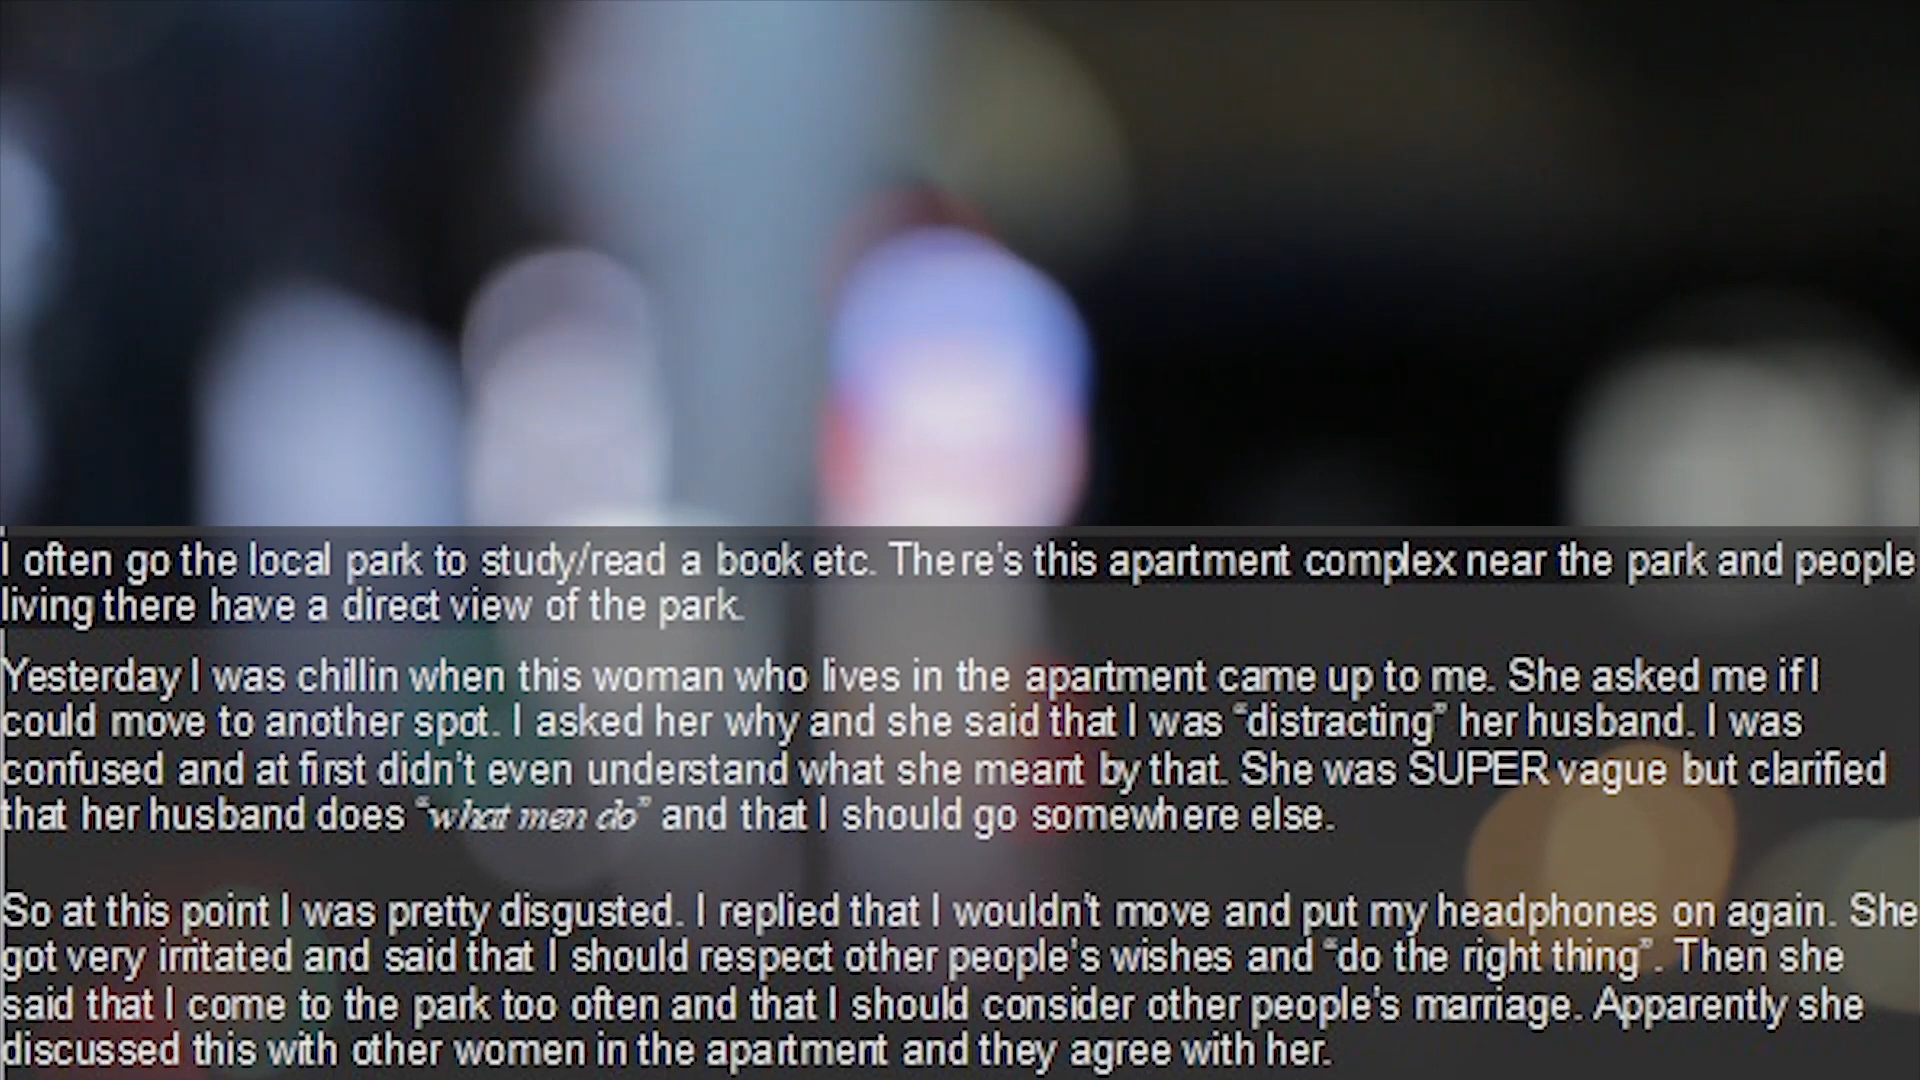 I often go the local park to study/read a book etc. There's this apartment complex near the park and people
living there have a direct view of the park.
Yesterday I was chillin when this woman who lives in the apartment came up to me. She asked me if I
could move to another spot. I asked her why and she said that I was “distracting” her husband. I was
confused and at first didn't even understand what she meant by that. She was SUPER vague but clarified
that her husband does “what men do” and that I should go somewhere else.
So at this point I was pretty disgusted. I replied that I wouldn't move and put my headphones on again. She
got very irritated and said that I should respect other people's wishes and “do the right thing”. Then she
said that I come to the park too often and that I should consider other people's marriage. Apparently she
discussed this with other women in the apartment and they agree with her.